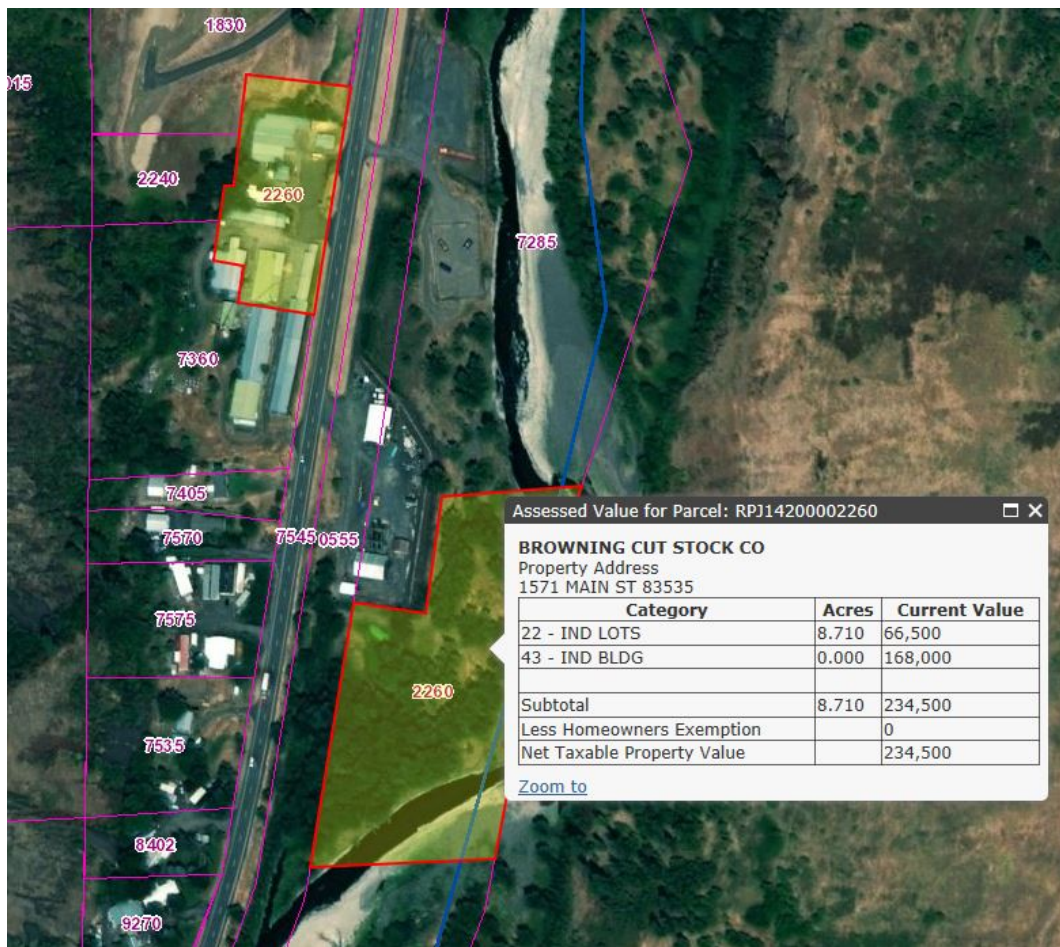 1830
015
2240
2260
7285
7360
7405
7570
7545
0555
7575
2260
7535
8402
9270
Assessed Value for Parcel: RPJ14200002260
BROWNING CUT STOCK CO
Property Address
1571 MAIN ST 83535
Category Acres Current Value
22 - IND LOTS 8.710 66,500
43 - IND BLDG 0.000 168,000
Subtotal 8.710 234,500
Less Homeowners Exemption 0
Net Taxable Property Value 234,500
Zoom to